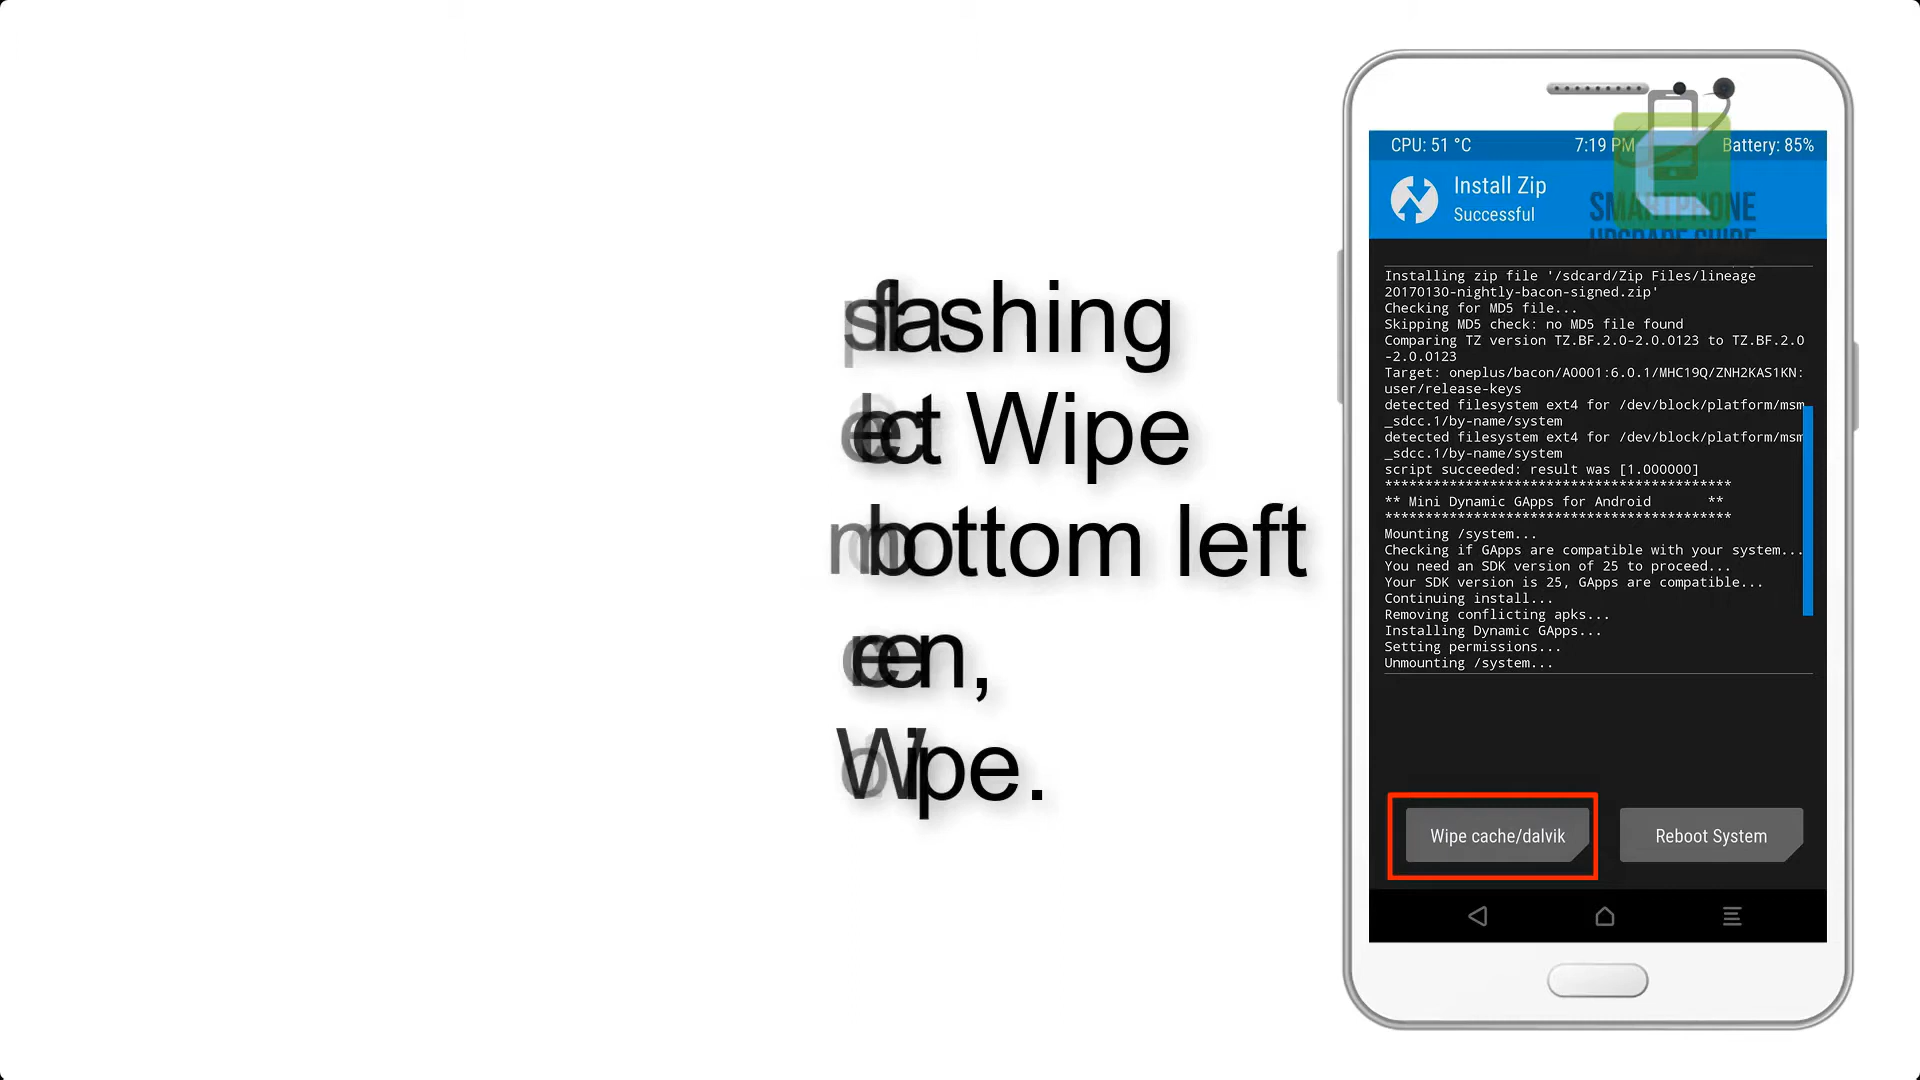 flashing
Wipe
bottom left
Wipe.
CPU: 51 °C 7:19 PM Battery: 85%
Install Zip
Successful
SMARTPHONE
UPGRADE GUIDE
Installing zip file '/sdcard/Zip Files/lineage
20170130-nightly-bacon-signed.zip'
Checking for MD5 file...
Skipping MD5 check: no MD5 file found
Comparing TZ version TZ.BF.2.0-2.0.0123 to TZ.BF.2.0
-2.0.0123
Target: oneplus/bacon/A0001:6.0.1/MHC19Q/ZNH2KAS1KN:
user/release-keys
detected filesystem ext4 for /dev/block/platform/msm
_sdcc.1/by-name/system
detected filesystem ext4 for /dev/block/platform/msm
_sdcc.1/by-name/system
script succeeded: result was [1.000000]
*******************************************
** Mini Dynamic GApps for Android **
*******************************************
Mounting /system...
Checking if GApps are compatible with your system...
You need an SDK version of 25 to proceed...
Your SDK version is 25, GApps are compatible...
Continuing install...
Removing conflicting apks...
Installing Dynamic GApps...
Setting permissions...
Unmounting /system...
Wipe cache/dalvik
Reboot System